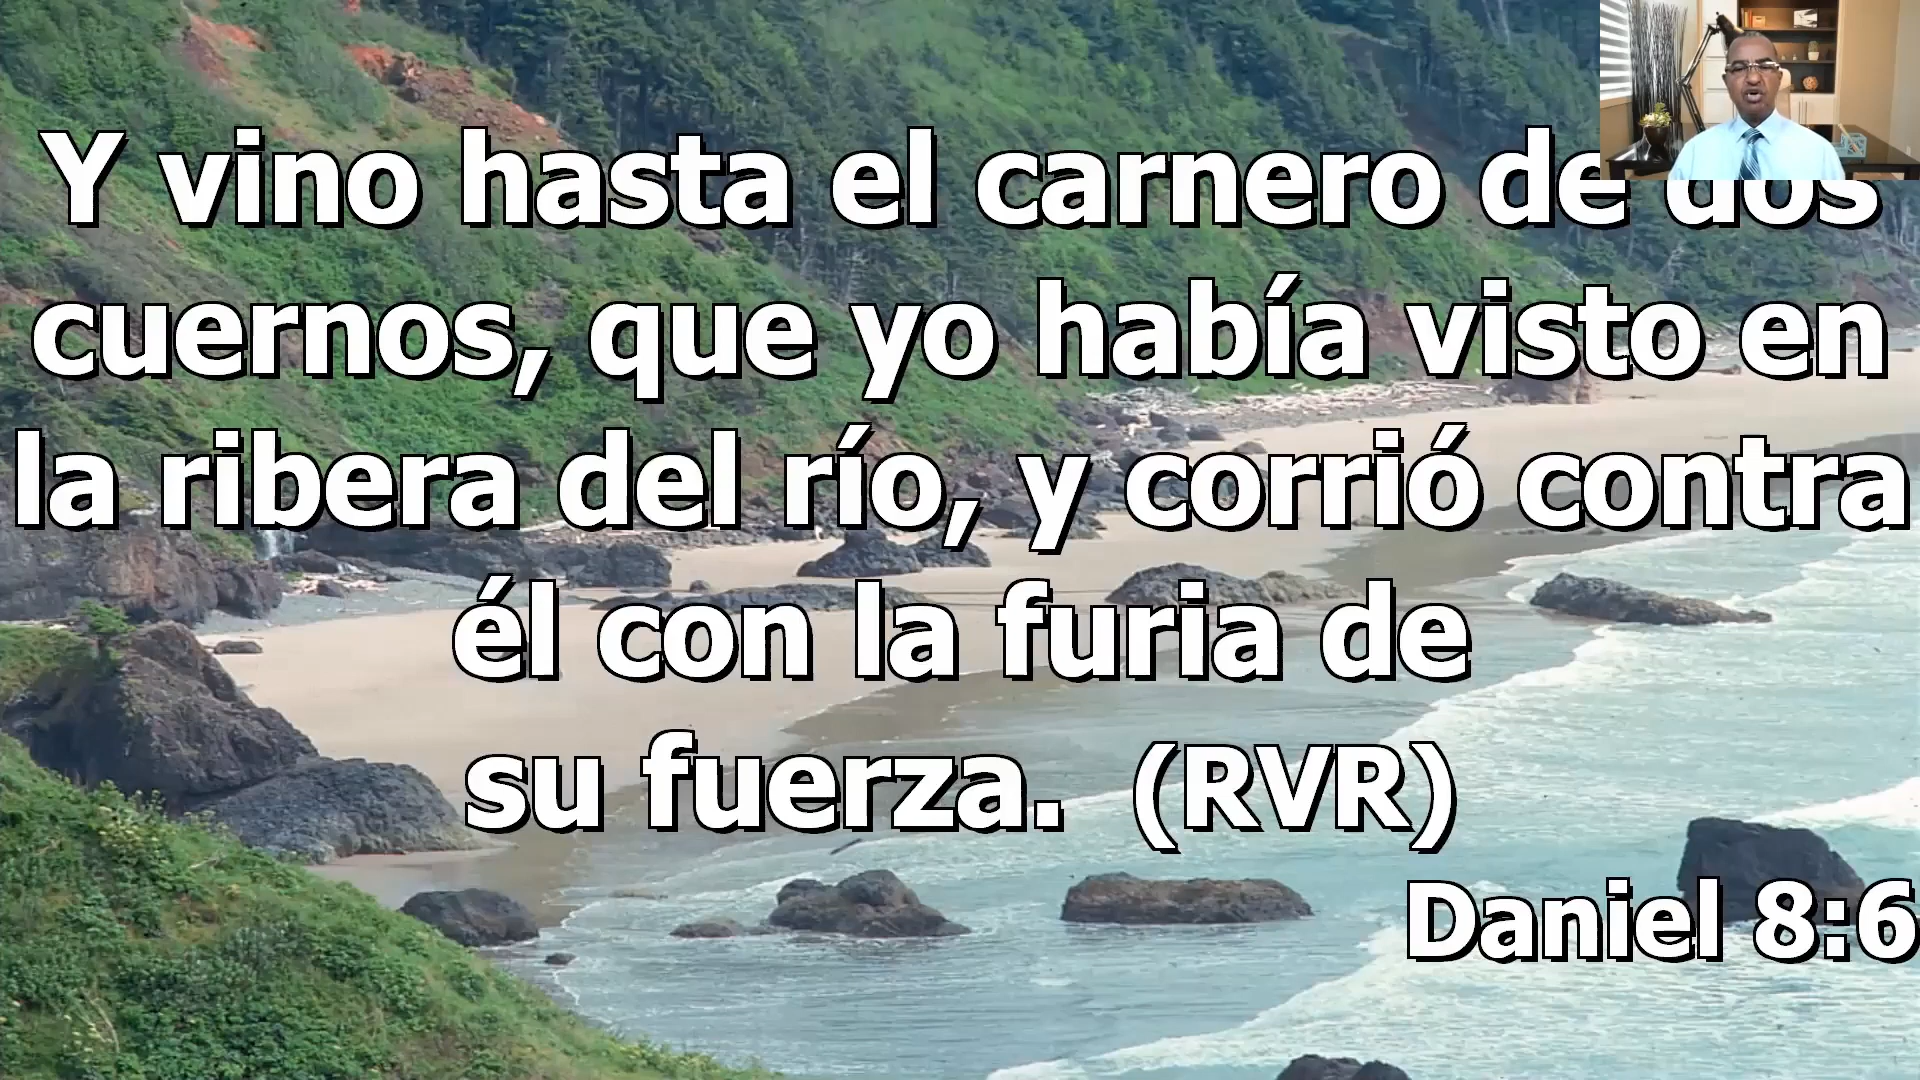 Y vino hasta el carnero de dos
cuernos, que yo había visto en
la ribera del río, y corrió contra
él con la furia de
su fuerza. (RVR)
Daniel 8:6